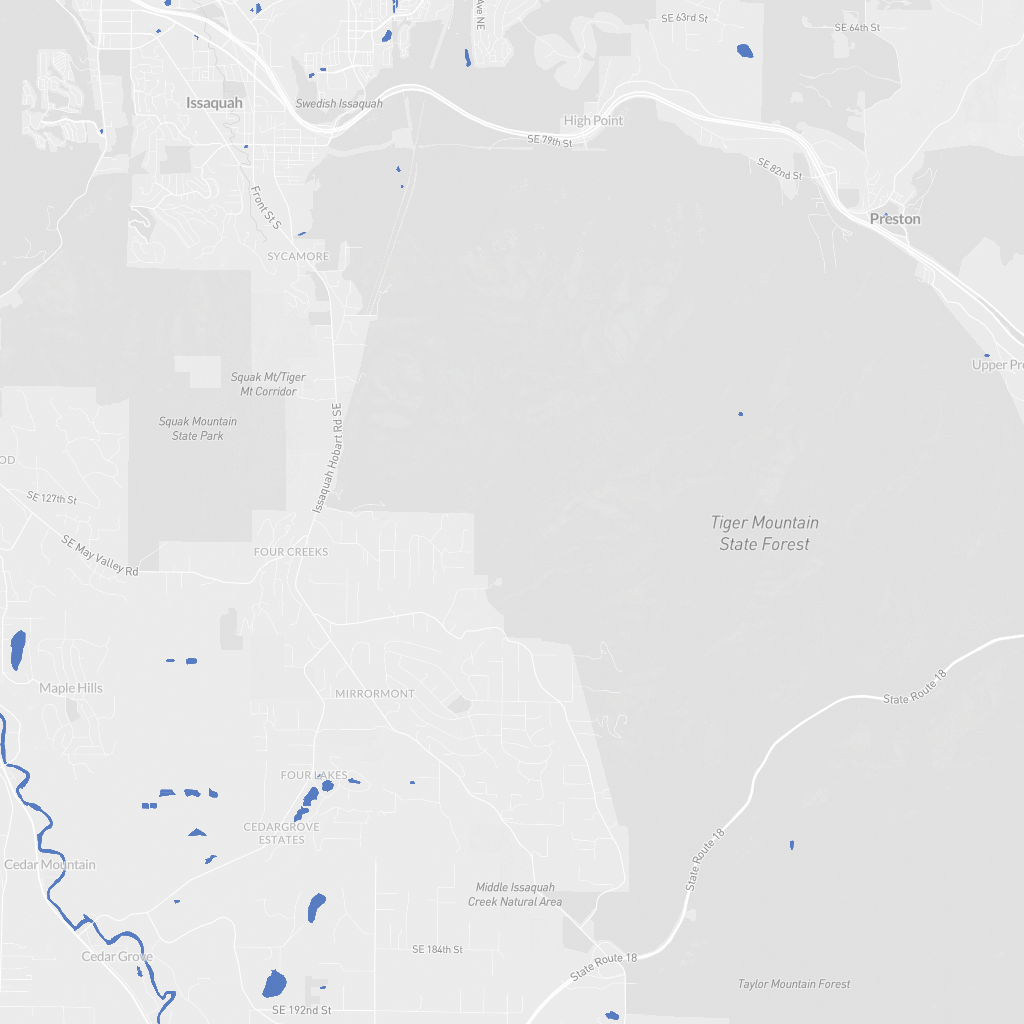 Ave NE
SE 63rd St
SE 64th St
Issaquah
Swedish Issaquah
High Point
SE 79th St
SE 82nd St
Front St S
Preston
SYCAMORE
Upper Pre
Squak Mt/Tiger
Mt Corridor
Squak Mountain
State Park
Issaquah Hobart Rd SE
OD
SE 127th St
Tiger Mountain
State Forest
SE May Valley Rd
FOUR CREEKS
Maple Hills
MIRRORMONT
State Route 18
FOUR LAKES
CEDARGROVE
ESTATES
Cedar Mountain
State Route 18
Middle Issaquah
Creek Natural Area
SE 184th St
Cedar Grove
State Route 18
Taylor Mountain Forest
SE 192nd St